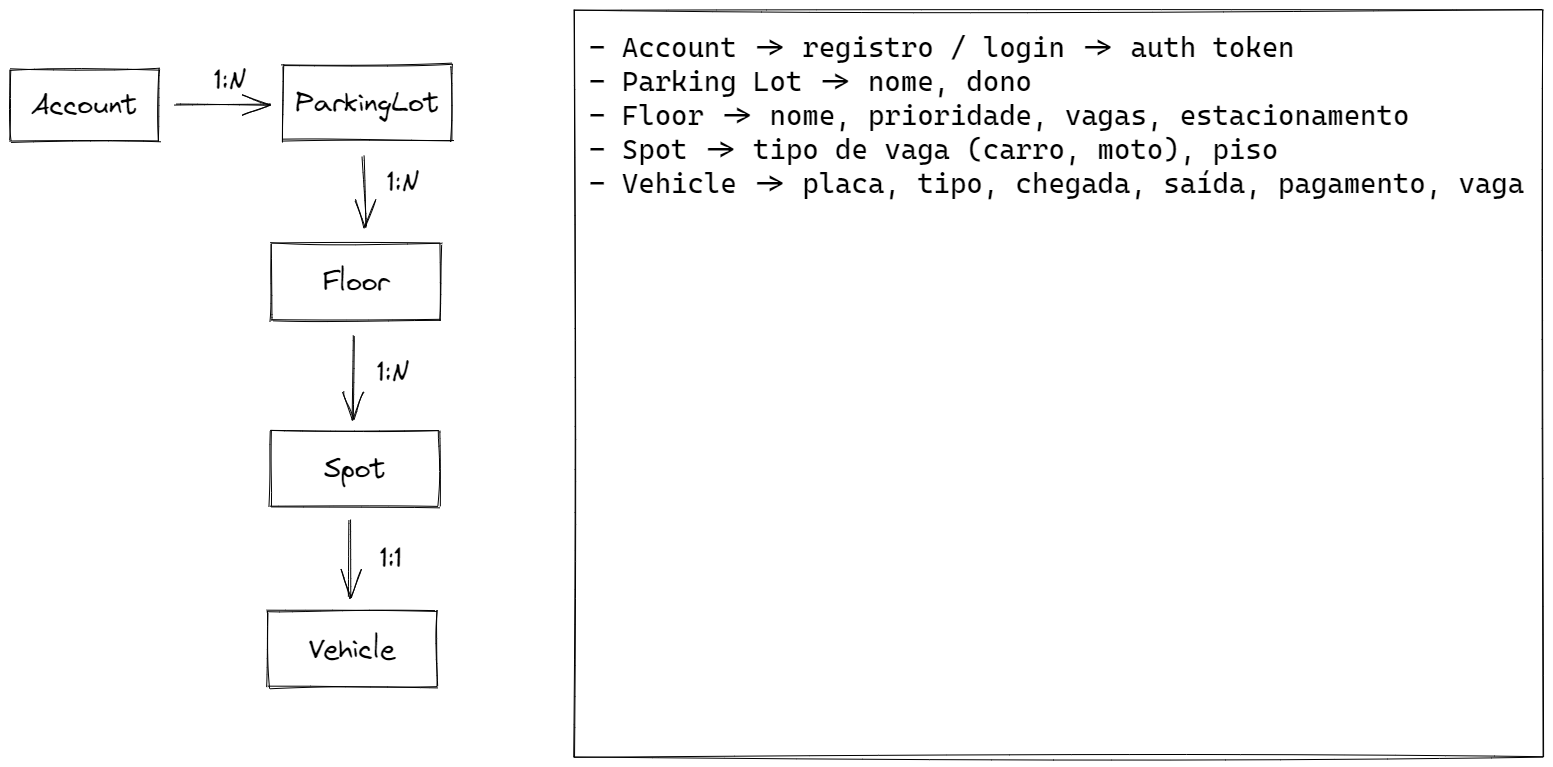 Account
1:N
ParkingLot
1:N
Floor
1:N
Spot
1:1
Vehicle
- Account → registro / login → auth token
- Parking Lot → nome, dono
- Floor → nome, prioridade, vagas, estacionamento
- Spot → tipo de vaga (carro, moto), piso
- Vehicle → placa, tipo, chegada, saída, pagamento, vaga